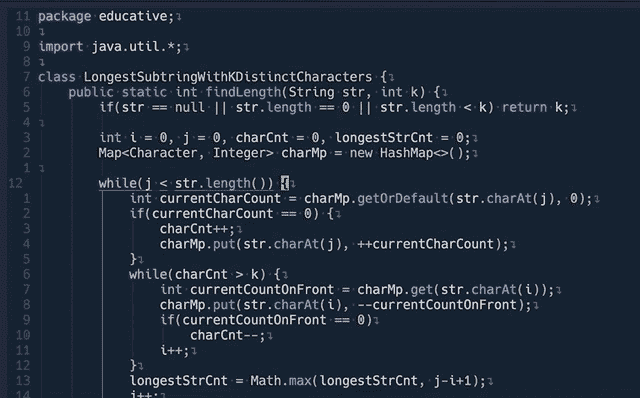 11 package educative;
10
9 import java.util.*;
8
7 class LongestSubtringWithKDistinctCharacters {
6 public static int findLength(String str, int k) {
5 if(str == null || str.length == 0 || str.length < k) return k;
4
3 int i = 0, j = 0, charCnt = 0, longestStrCnt = 0;
2 Map<Character, Integer> charMp = new HashMap<>();
1
12 while(j < str.length()) {
1 int currentCharCount = charMp.getOrDefault(str.charAt(j), 0);
2 if(currentCharCount == 0) {
3 charCnt++;
4 charMp.put(str.charAt(j), ++currentCharCount);
5 }
6 while(charCnt > k) {
7 int currentCountOnFront = charMp.get(str.charAt(i));
8 charMp.put(str.charAt(i), --currentCountOnFront);
9 if(currentCountOnFront == 0)
10 charCnt--;
11 i++;
12 }
13 longestStrCnt = Math.max(longestStrCnt, j-i+1);
14 j++;